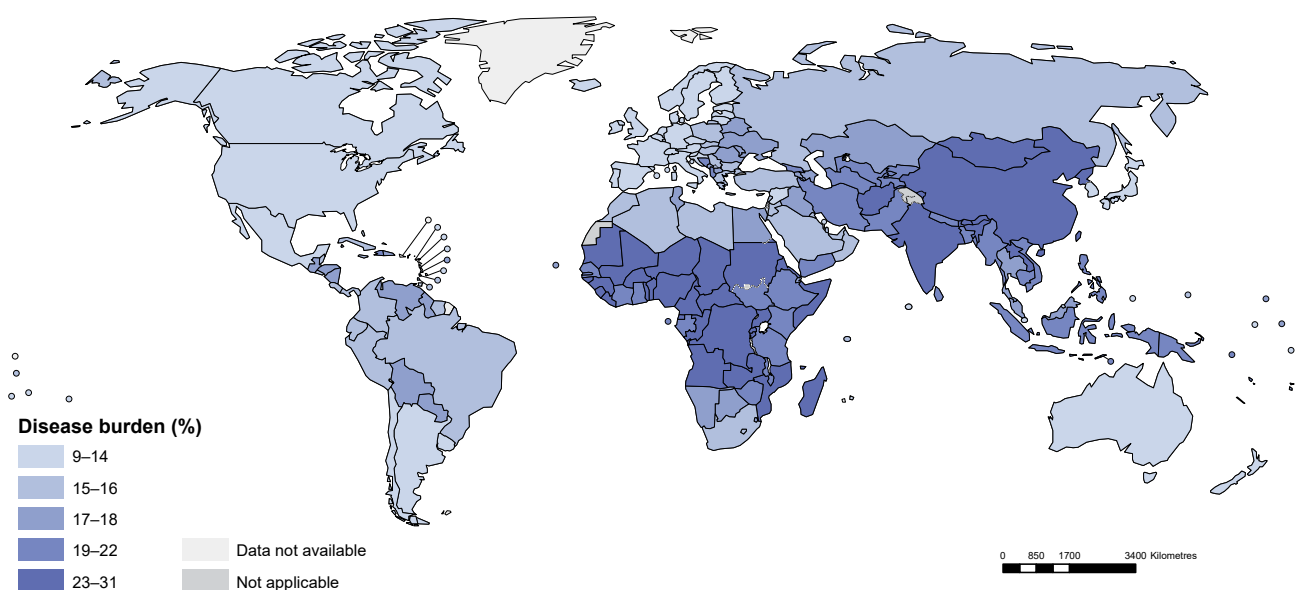 Disease burden (%)
9–14
15–16
17–18
19–22
23–31
Data not available
Not applicable
0 850 1700 3400 Kilometres